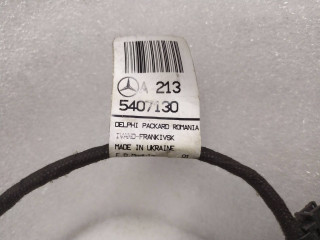 A 213
5407130
DELPHI PACKARD ROMANIA
IVANO-FRANKIVSK
MADE IN UKRAINE